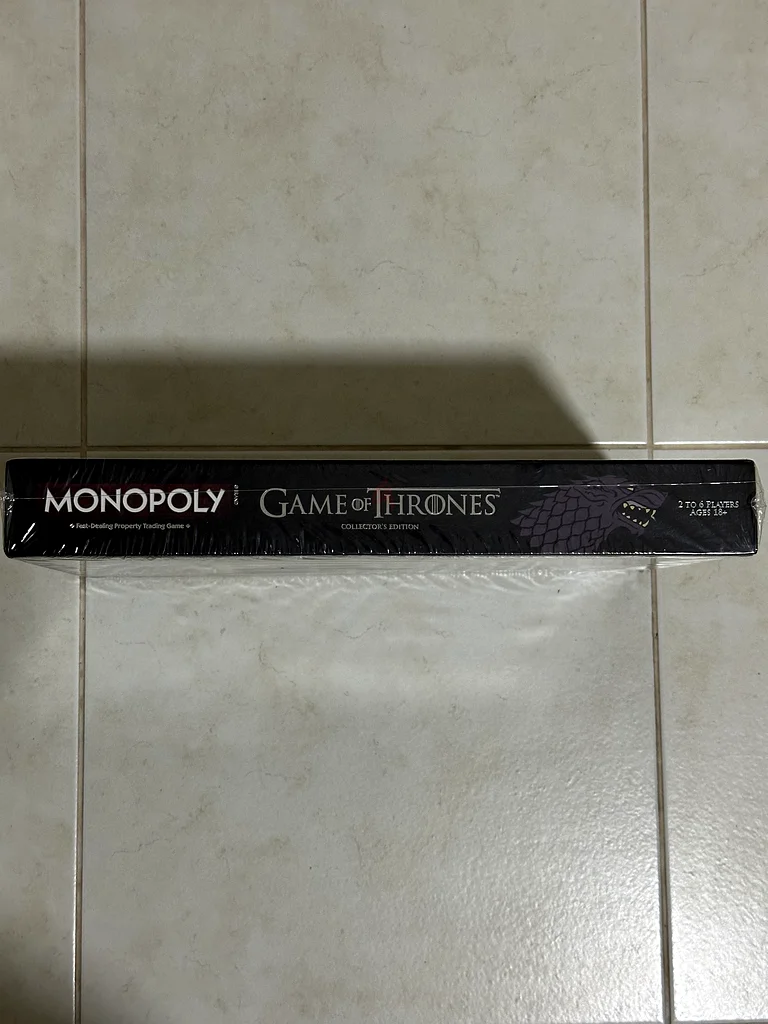 MONOPOLY
Fast-Dealing Property Trading Game
GAME OF THRONES
COLLECTOR'S EDITION
2 TO 6 PLAYERS
AGES 18+